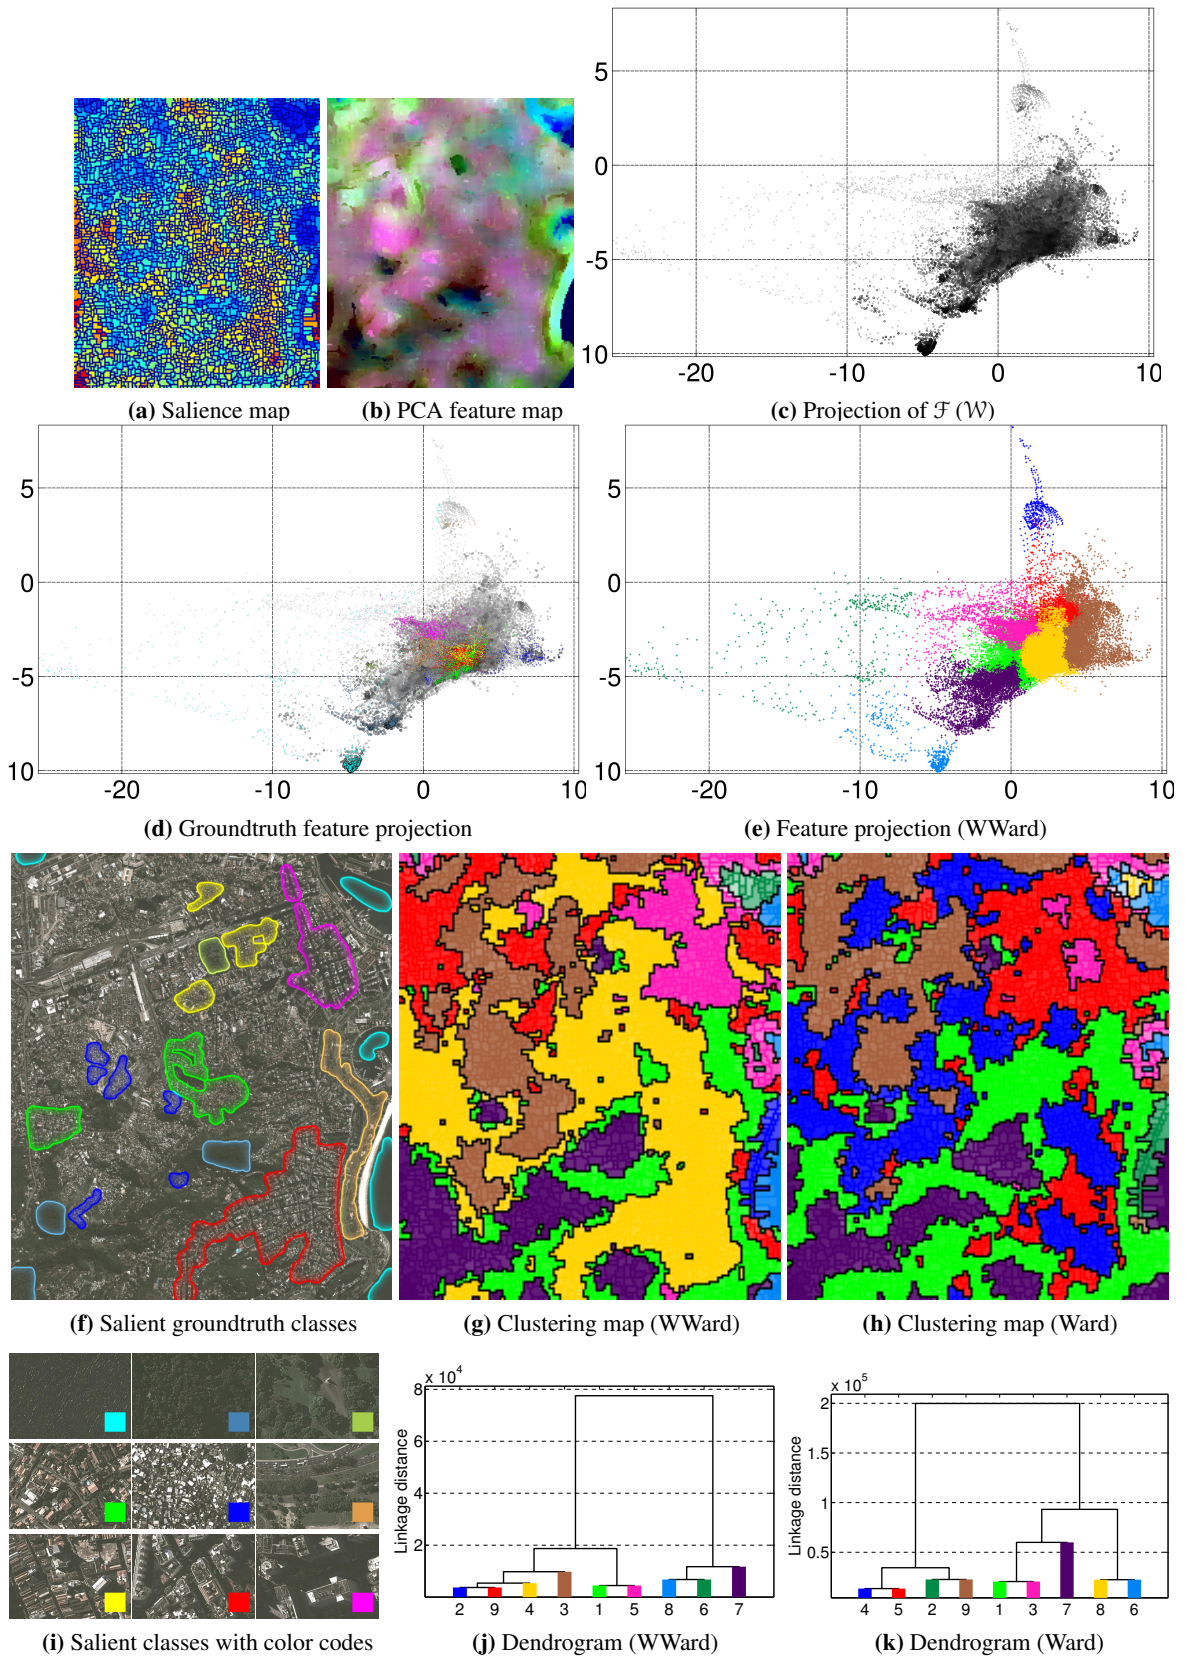 5
0
-5
10
-20
-10
0
10
(a) Salience map
(b) PCA feature map
(c) Projection of ℱ (𝒲)
5
0
-5
10
-20
-10
0
10
5
0
-5
10
-20
-10
0
10
(d) Groundtruth feature projection
(e) Feature projection (WWard)
(f) Salient groundtruth classes
(g) Clustering map (WWard)
(h) Clustering map (Ward)
x 10⁴
8
6
4
2
Linkage distance
2 9 4 3 1 5 8 6 7
x 10⁵
2
1.5
1
0.5
Linkage distance
4 5 2 9 1 3 7 8 6
(i) Salient classes with color codes
(j) Dendrogram (WWard)
(k) Dendrogram (Ward)